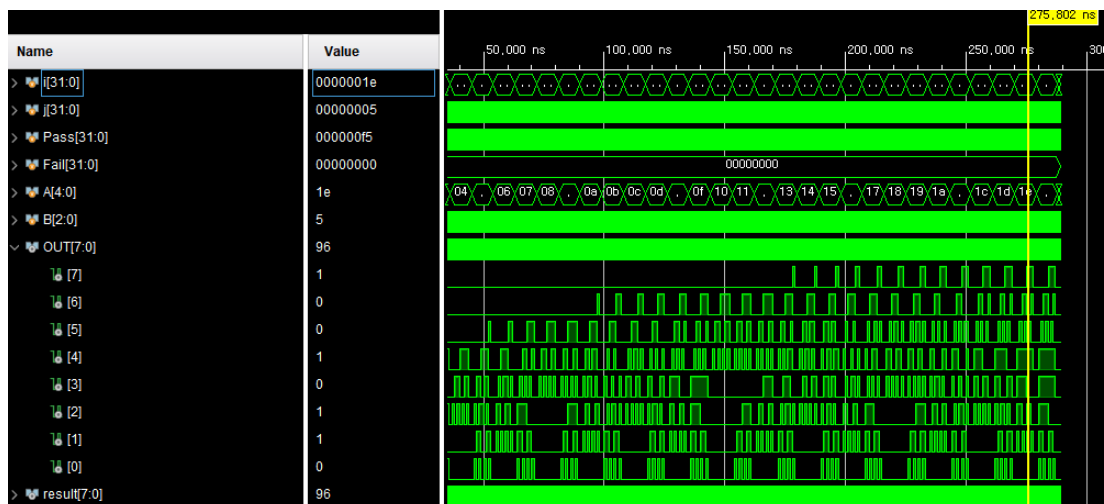 275,802 ns
Name Value 50,000 ns 100,000 ns 150,000 ns 200,000 ns 250,000 ns
i[31:0] 0000001e
j[31:0] 00000005
Pass[31:0] 000000f5
Fail[31:0] 00000000 00000000
A[4:0] 1e 04 06 07 08 0a 0b 0c 0d 0f 10 11 13 14 15 17 18 19 1a 1c 1d 1e
B[2:0] 5
OUT[7:0] 96
[7] 1
[6] 0
[5] 0
[4] 1
[3] 0
[2] 1
[1] 1
[0] 0
result[7:0] 96